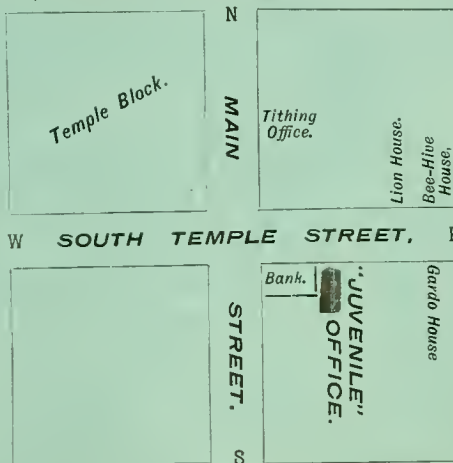 N
Temple Block.
MAIN
Tithing
Office.
Lion House.
Bee-Hive
House,
W SOUTH TEMPLE STREET,
Bank.
"JUVENILE"
OFFICE.
Gardo House
STREET.
S